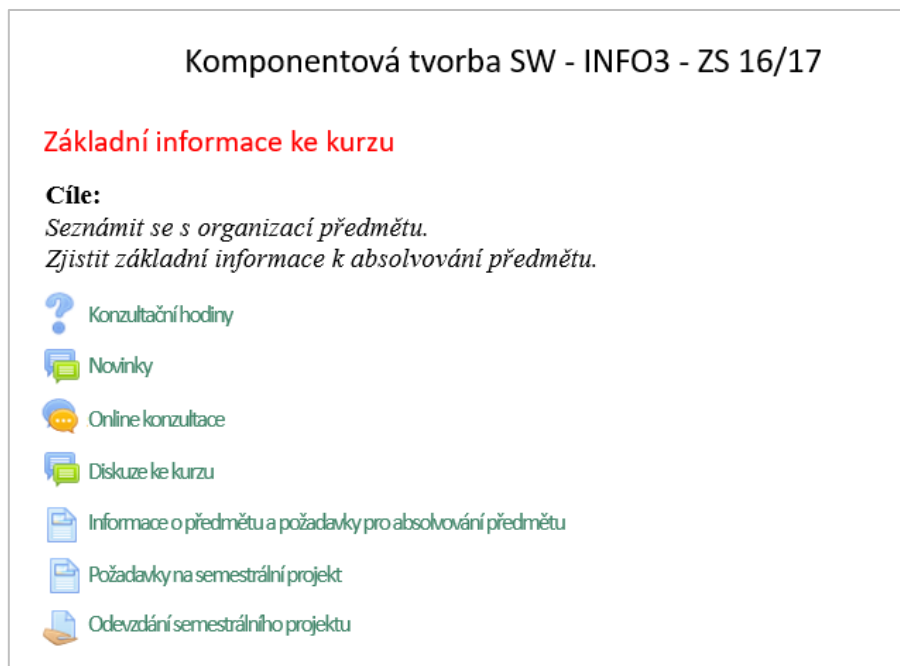 Komponentová tvorba SW - INFO3 - ZS 16/17
Základní informace ke kurzu
Cíle:
Seznámit se s organizací předmětu.
Zjistit základní informace k absolvování předmětu.
Konzultační hodiny
Novinky
Online konzultace
Diskuze ke kurzu
Informace o předmětu a požadavky pro absolvování předmětu
Požadavky na semestrální projekt
Odevzdání semestrálního projektu